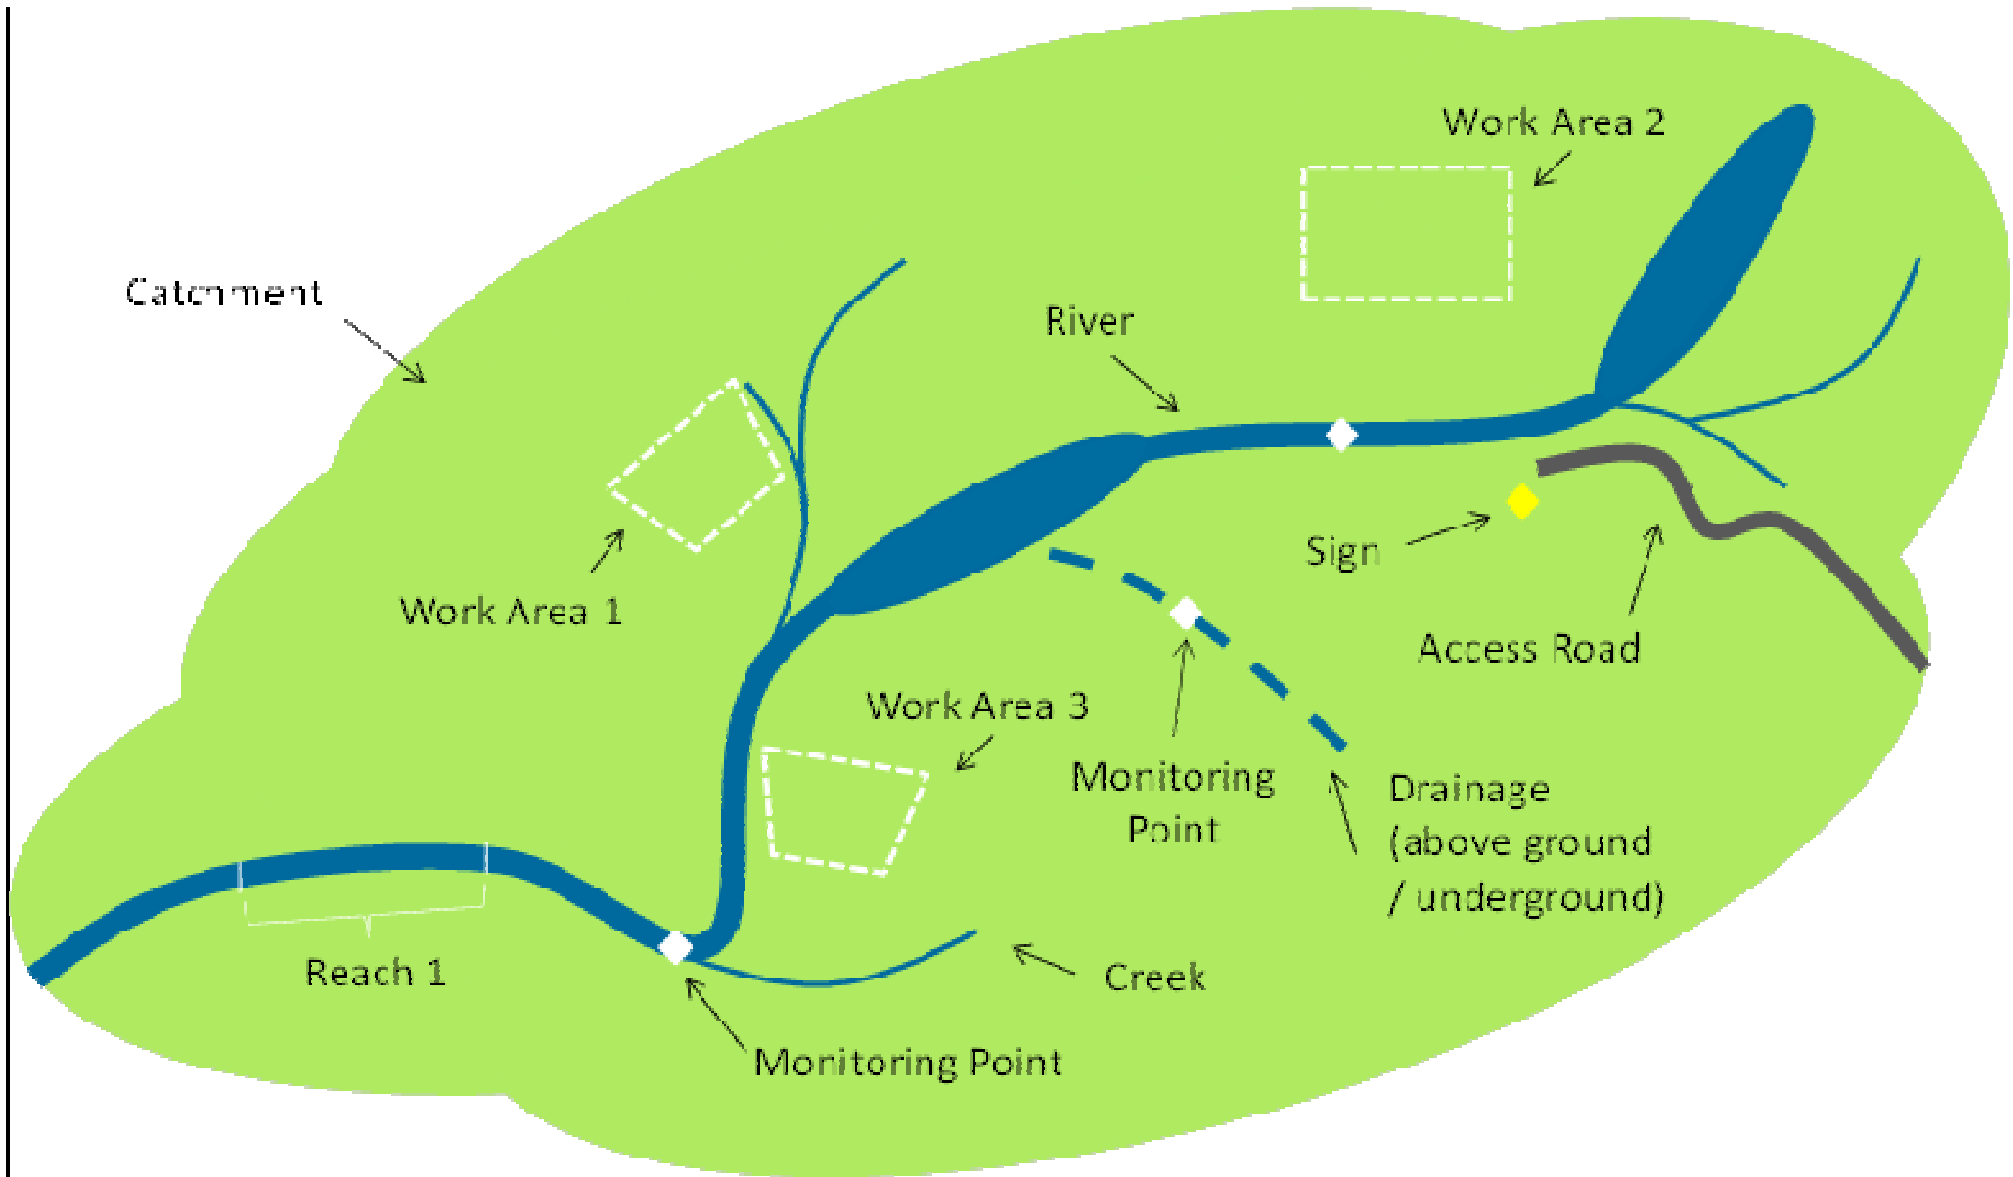 Work Area 2
Catchment
River
Sign
Work Area 1
Access Road
Work Area 3
Monitoring
Point
Drainage
(above ground
/ underground)
Reach 1
Creek
Monitoring Point